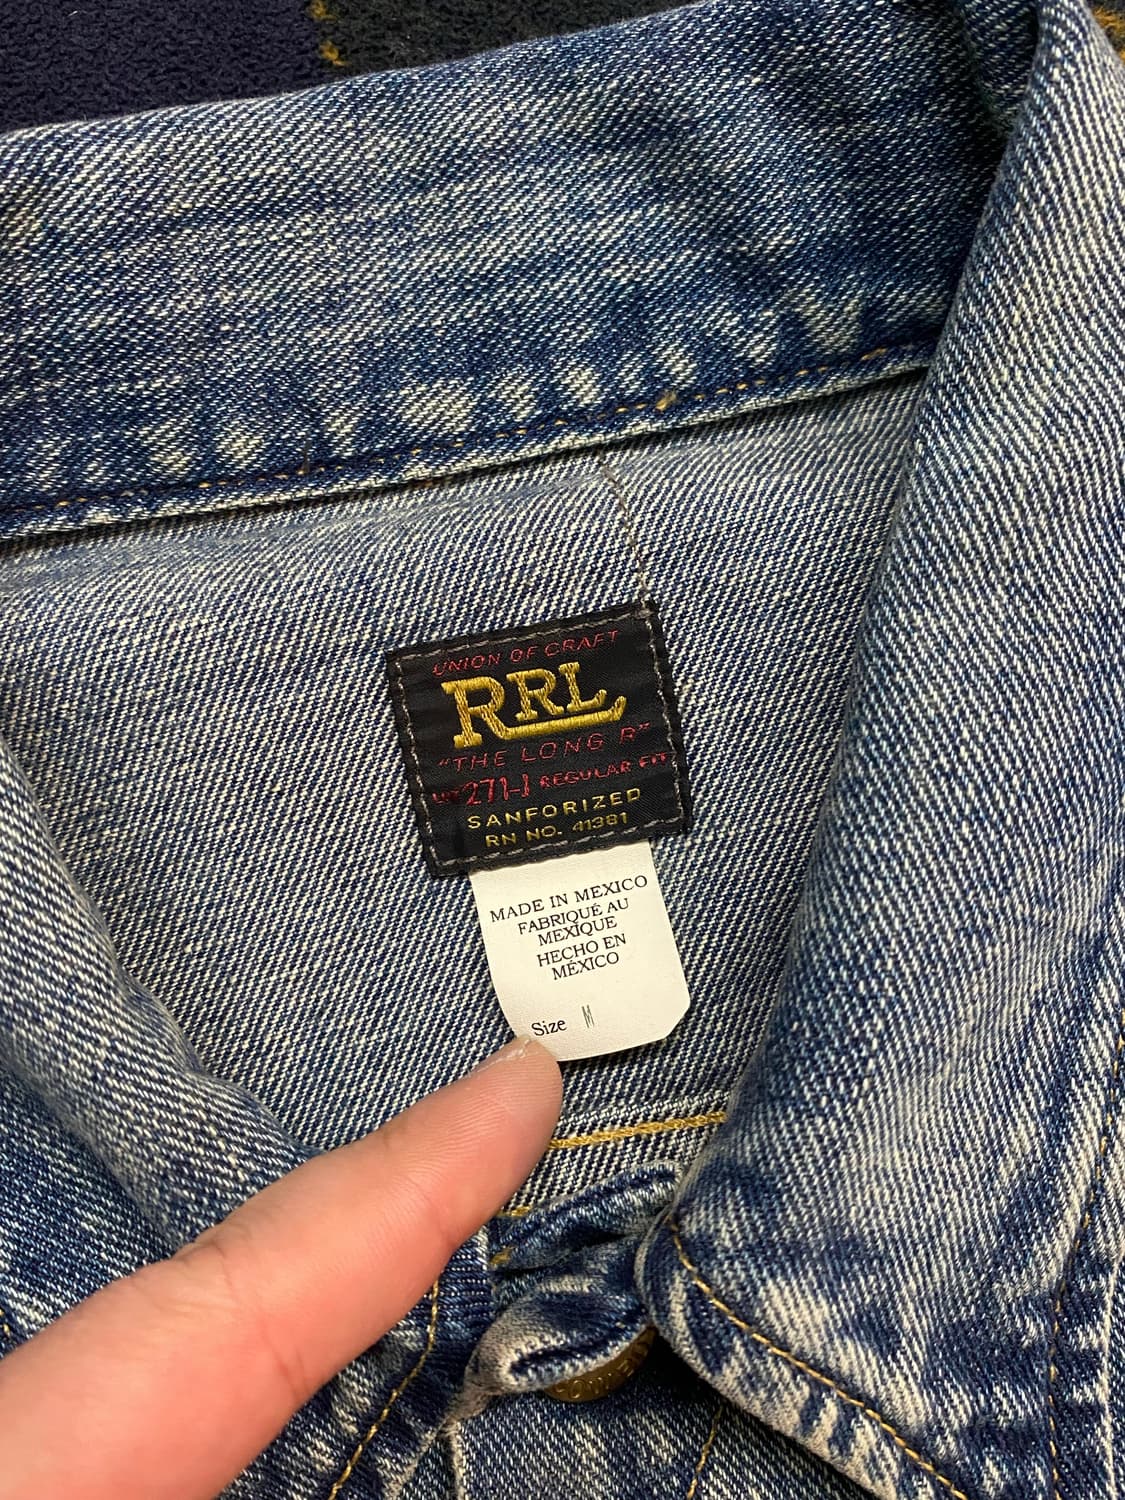 UNION OF CRAFT
RRL
"THE LONG R"
271-1 REGULAR FIT
SANFORIZED
RN NO. 41381
MADE IN MEXICO
FABRIQUÉ AU
MEXIQUE
HECHO EN
MÉXICO
Size M